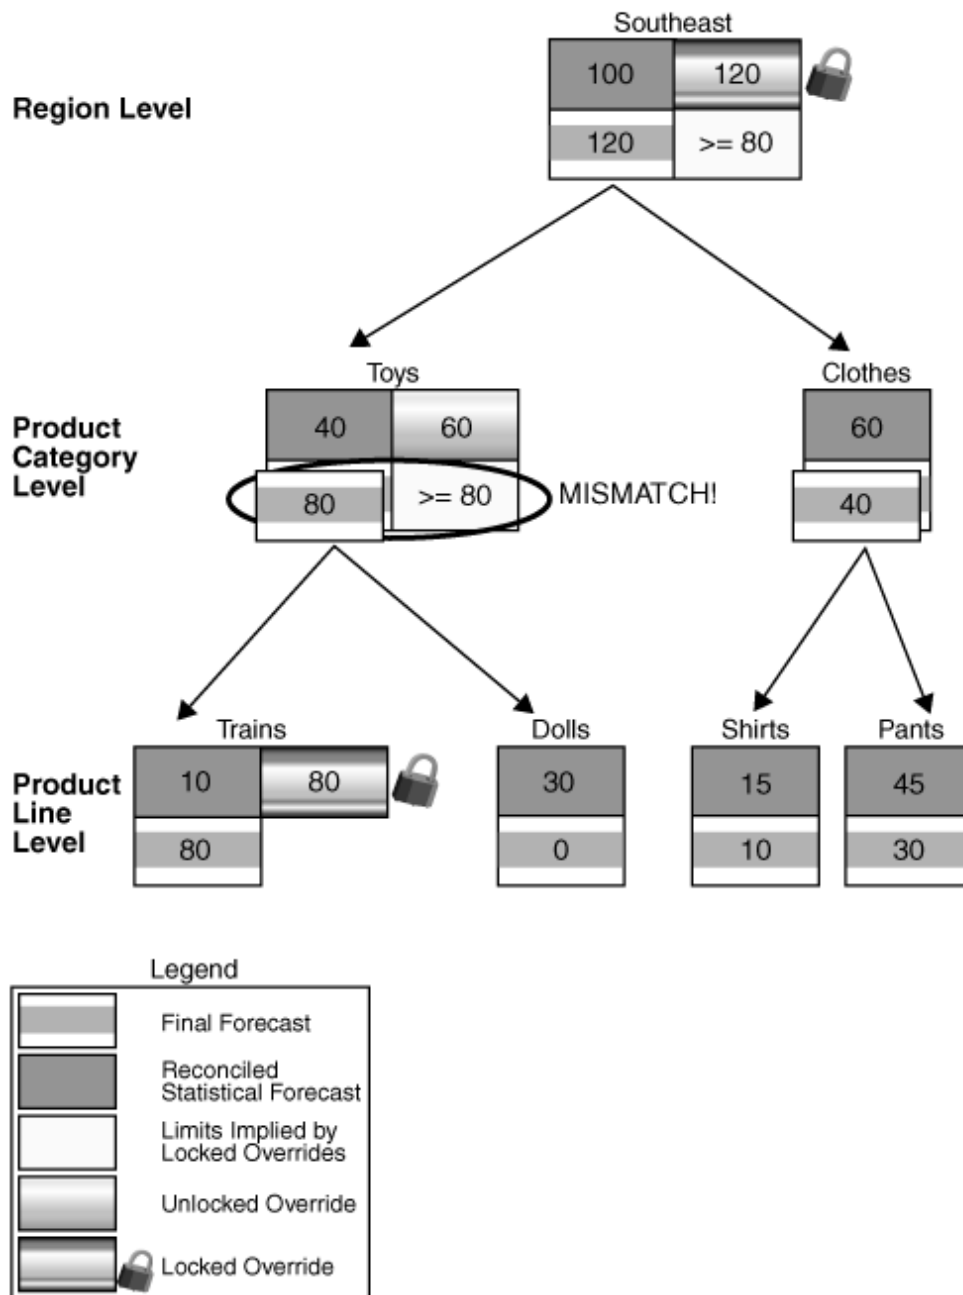 Southeast
100 120
Region Level
120 >= 80
Toys Clothes
40 60 60
Product
Category
Level
80 >= 80 MISMATCH! 40
Trains Dolls Shirts Pants
10 80 30 15 45
Product
Line
Level
80 0 10 30
Legend
Final Forecast
Reconciled
Statistical Forecast
Limits Implied by
Locked Overrides
Unlocked Override
Locked Override